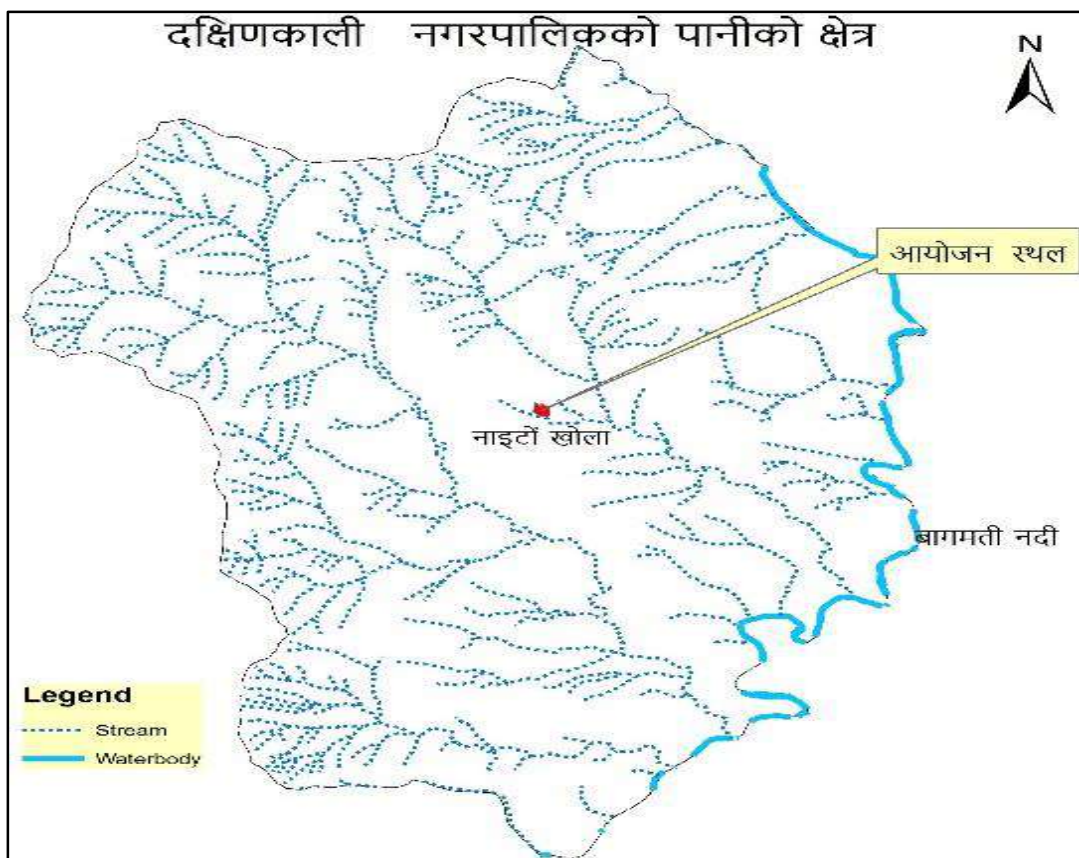 दक्षिणकाली नगरपालिकको पानीको क्षेत्र
N
आयोजन स्थल
नाइटों खोला
बागमती नदी
Legend
Stream
Waterbody